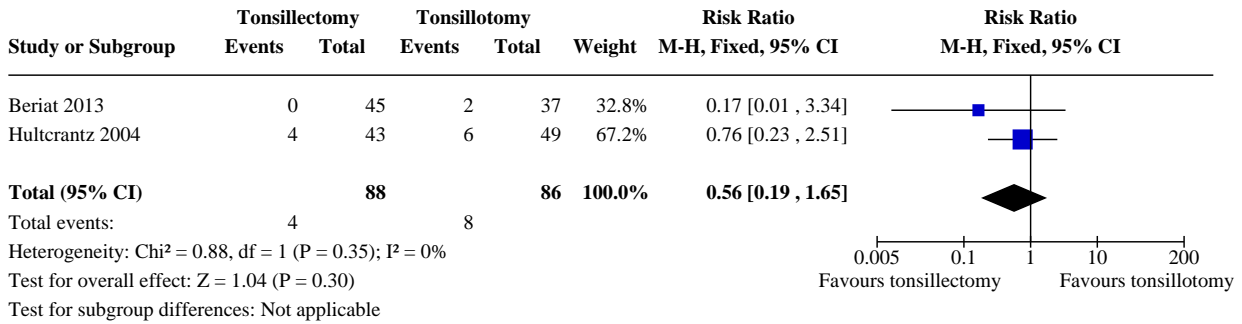 Tonsillectomy Tonsillotomy Risk Ratio Risk Ratio
Study or Subgroup Events Total Events Total Weight M-H, Fixed, 95% CI M-H, Fixed, 95% CI
Beriat 2013 0 45 2 37 32.8% 0.17 [0.01 , 3.34]
Hultcrantz 2004 4 43 6 49 67.2% 0.76 [0.23 , 2.51]
Total (95% CI) 88 86 100.0% 0.56 [0.19 , 1.65]
Total events: 4 8
Heterogeneity: Chi² = 0.88, df = 1 (P = 0.35); I² = 0%
0.005 0.1 1 10 200
Test for overall effect: Z = 1.04 (P = 0.30)
Favours tonsillectomy Favours tonsillotomy
Test for subgroup differences: Not applicable